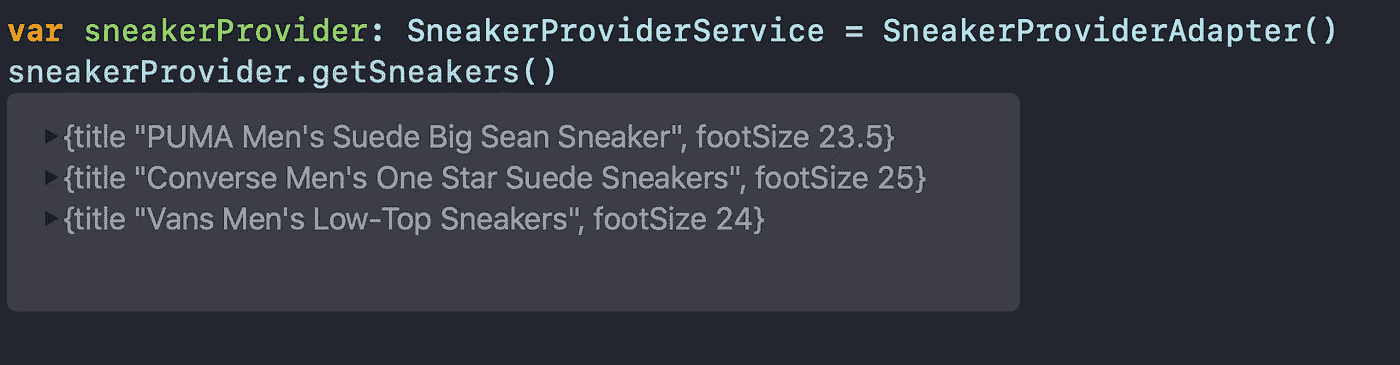 var sneakerProvider: SneakerProviderService = SneakerProviderAdapter()
sneakerProvider.getSneakers()
{title "PUMA Men's Suede Big Sean Sneaker", footSize 23.5}
{title "Converse Men's One Star Suede Sneakers", footSize 25}
{title "Vans Men's Low-Top Sneakers", footSize 24}